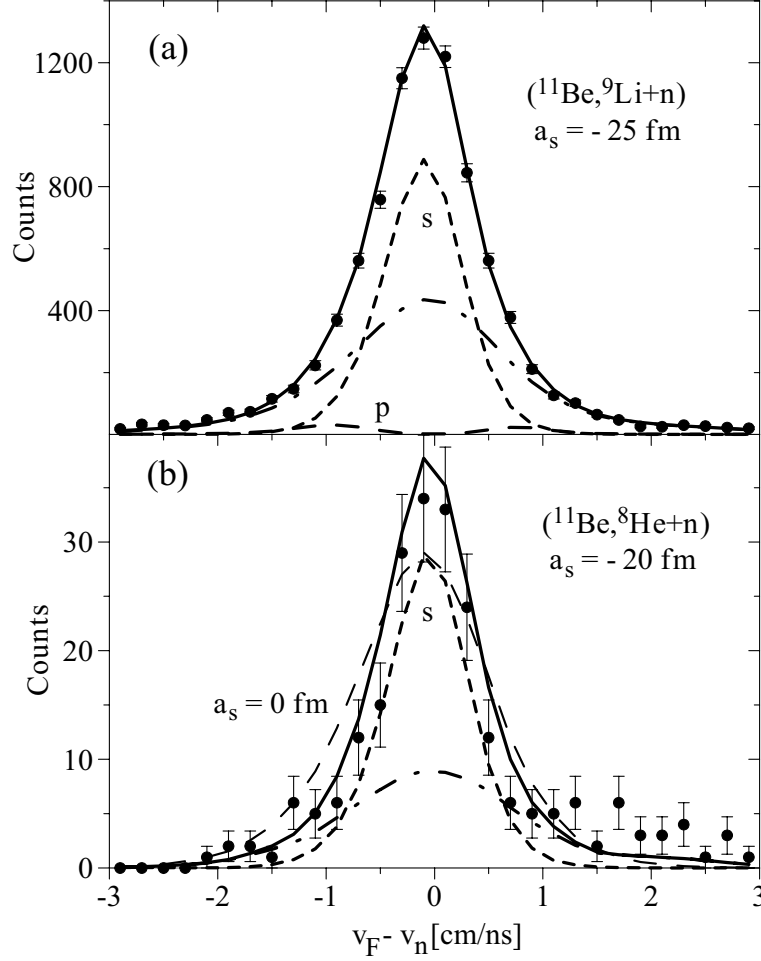 (a)
(¹¹Be,⁹Li+n)
aₛ = - 25 fm
1200
800
400
Counts
s
p
(b)
(¹¹Be,⁸He+n)
aₛ = - 20 fm
30
20
10
0
Counts
s
aₛ = 0 fm
-3 -2 -1 0 1 2 3
v_F - v_n [cm/ns]